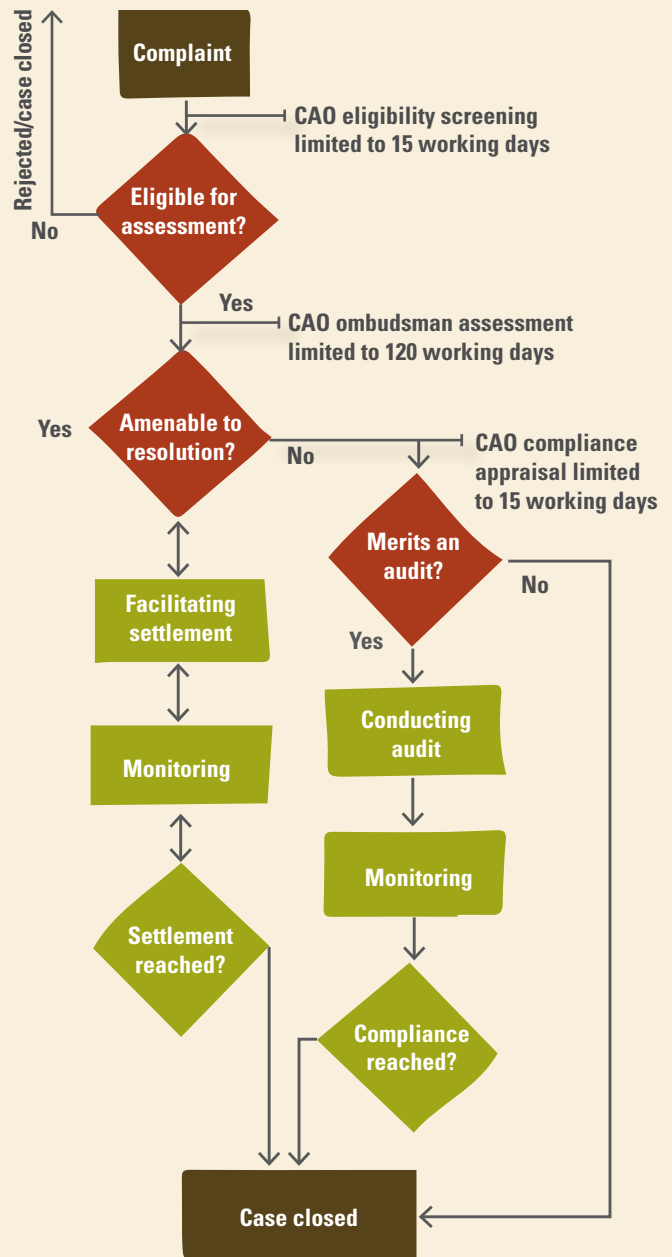 Rejected/case closed
Complaint
CAO eligibility screening
limited to 15 working days
Eligible for
assessment?
No
Yes
CAO ombudsman assessment
limited to 120 working days
Amenable to
resolution?
Yes
No
CAO compliance
appraisal limited
to 15 working days
Merits an
audit?
No
Yes
Facilitating
settlement
Conducting
audit
Monitoring
Monitoring
Settlement
reached?
Compliance
reached?
Case closed